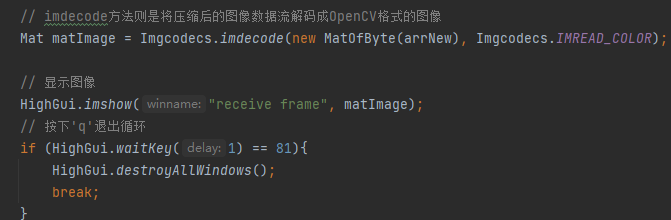 // imdecode方法则是将压缩后的图像数据流解码成OpenCV格式的图像
Mat matImage = Imgcodecs.imdecode(new MatOfByte(arrNew), Imgcodecs.IMREAD_COLOR);
// 显示图像
HighGui.imshow( winname: "receive frame", matImage);
// 按下'q'退出循环
if (HighGui.waitKey( delay: 1) == 81){
HighGui.destroyAllWindows();
break;
}